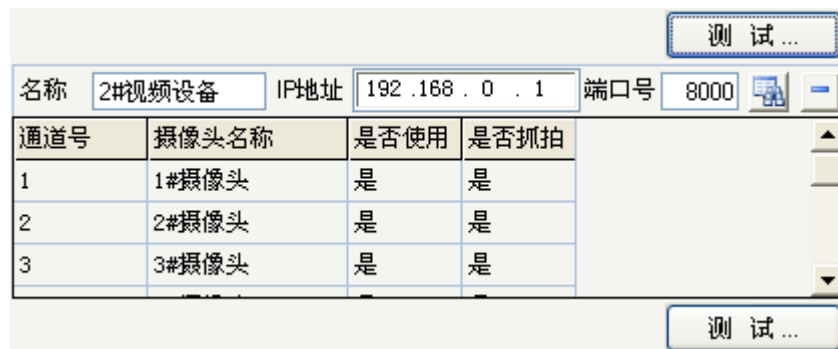 测 试 ...
名称 2#视频设备 IP地址 192 .168 . 0 . 1 端口号 8000
通道号 摄像头名称 是否使用 是否抓拍
1 1#摄像头 是 是
2 2#摄像头 是 是
3 3#摄像头 是 是
测 试 ...